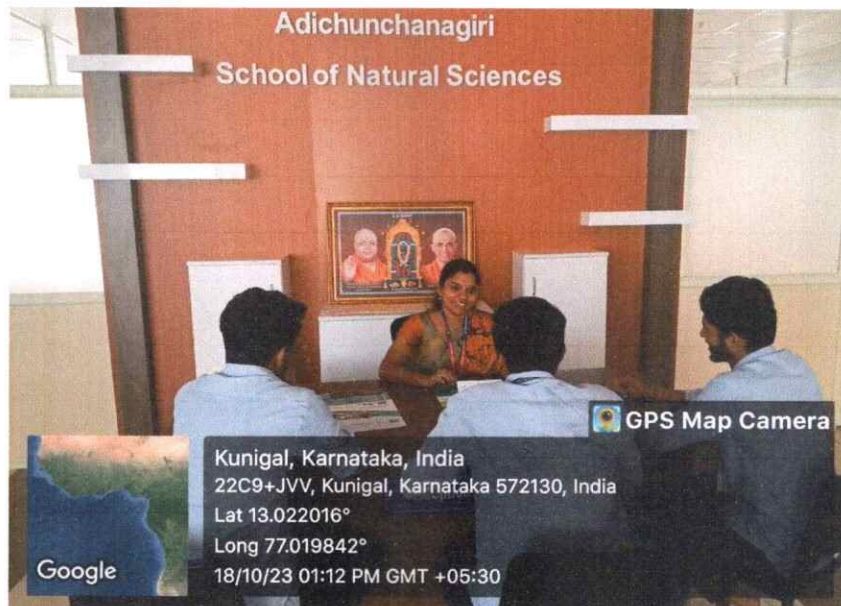 Adichunchanagiri
School of Natural Sciences
GPS Map Camera
Kunigal, Karnataka, India
22C9+JVV, Kunigal, Karnataka 572130, India
Lat 13.022016°
Long 77.019842°
18/10/23 01:12 PM GMT +05:30
Google